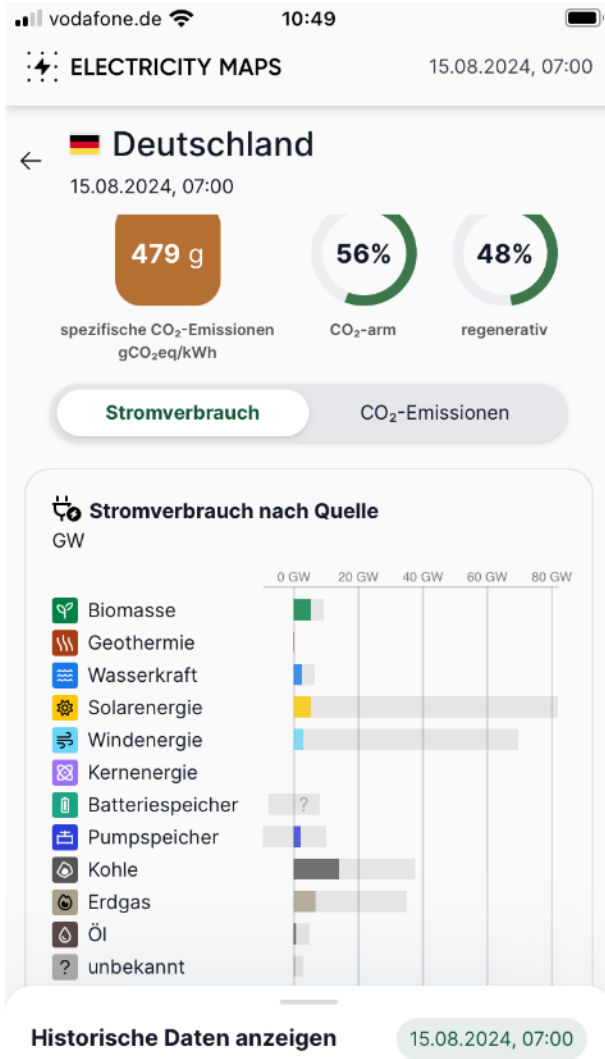 vodafone.de 10:49
ELECTRICITY MAPS 15.08.2024, 07:00
Deutschland
15.08.2024, 07:00
479 g 56% 48%
spezifische CO₂-Emissionen CO₂-arm regenerativ
gCO₂eq/kWh
Stromverbrauch CO₂-Emissionen
Stromverbrauch nach Quelle
GW
0 GW 20 GW 40 GW 60 GW 80 GW
Biomasse
Geothermie
Wasserkraft
Solarenergie
Windenergie
Kernenergie
Batteriespeicher ?
Pumpspeicher
Kohle
Erdgas
Öl
? unbekannt
Historische Daten anzeigen 15.08.2024, 07:00